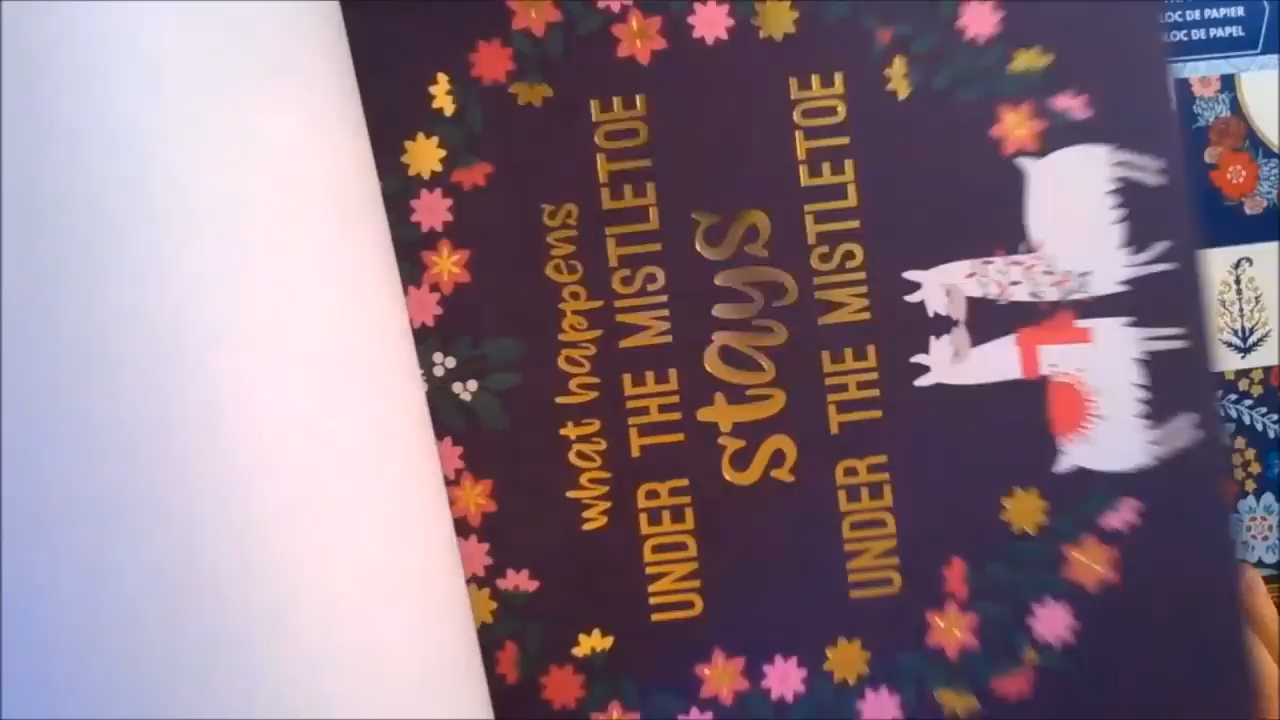 what happens
UNDER THE MISTLETOE
stays
UNDER THE MISTLETOE
LOC DE PAPIER
LOC DE PAPEL